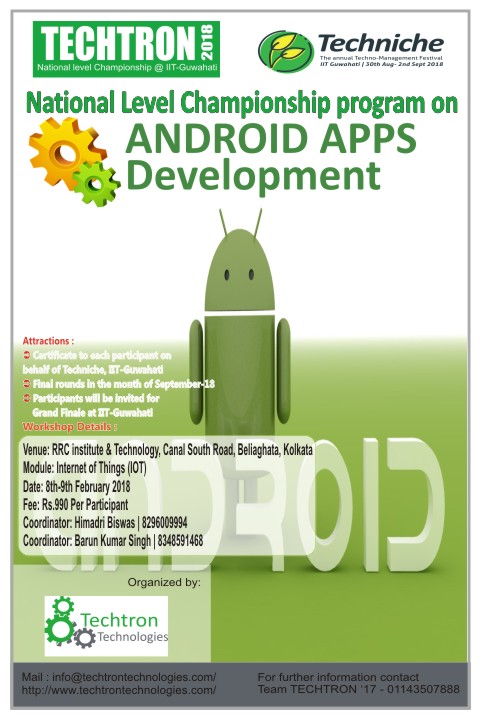 TECHTRON 2018
National level Championship @ IIT-Guwahati
Techniche
The annual Techno-Management Festival
IIT Guwahati | 30th Aug- 2nd Sept 2018
National Level Championship program on
ANDROID APPS
Development
Attractions :
Certificate to each participant on
behalf of Techniche, IIT-Guwahati
Final rounds in the month of September-18
Participants will be invited for
Grand Finale at IIT-Guwahati
Workshop Details :
Venue: RRC institute & Technology, Canal South Road, Beliaghata, Kolkata
Module: Internet of Things (IOT)
Date: 8th-9th February 2018
Fee: Rs.990 Per Participant
Coordinator: Himadri Biswas | 8296009994
Coordinator: Barun Kumar Singh | 8348591468
ANDROID
Organized by:
Techtron
Technologies
Mail : info@techtrontechnologies.com/
http://www.techtrontechnologies.com/
For further information contact
Team TECHTRON '17 - 01143507888